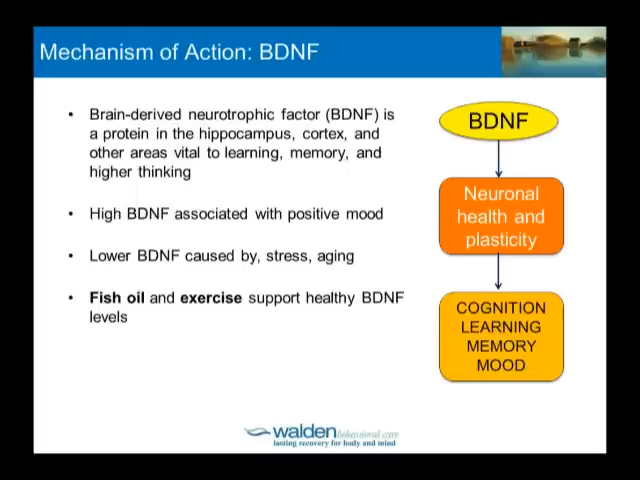 Mechanism of Action: BDNF
• Brain-derived neurotrophic factor (BDNF) is
a protein in the hippocampus, cortex, and
other areas vital to learning, memory, and
higher thinking
• High BDNF associated with positive mood
• Lower BDNF caused by, stress, aging
• Fish oil and exercise support healthy BDNF
levels
BDNF
Neuronal
health and
plasticity
COGNITION
LEARNING
MEMORY
MOOD
walden behavioral care
lasting recovery for body and mind